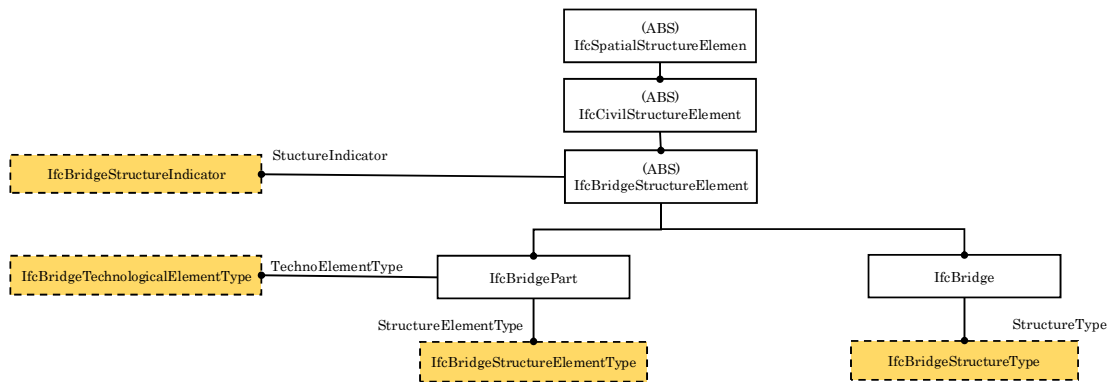 (ABS)
IfcSpatialStructureElemen
(ABS)
IfcCivilStructureElement
StuctureIndicator
IfcBridgeStructureIndicator
(ABS)
IfcBridgeStructureElement
TechnoElementType
IfcBridgeTechnologicalElementType
IfcBridgePart
IfcBridge
StructureElementType
StructureType
IfcBridgeStructureElementType
IfcBridgeStructureType